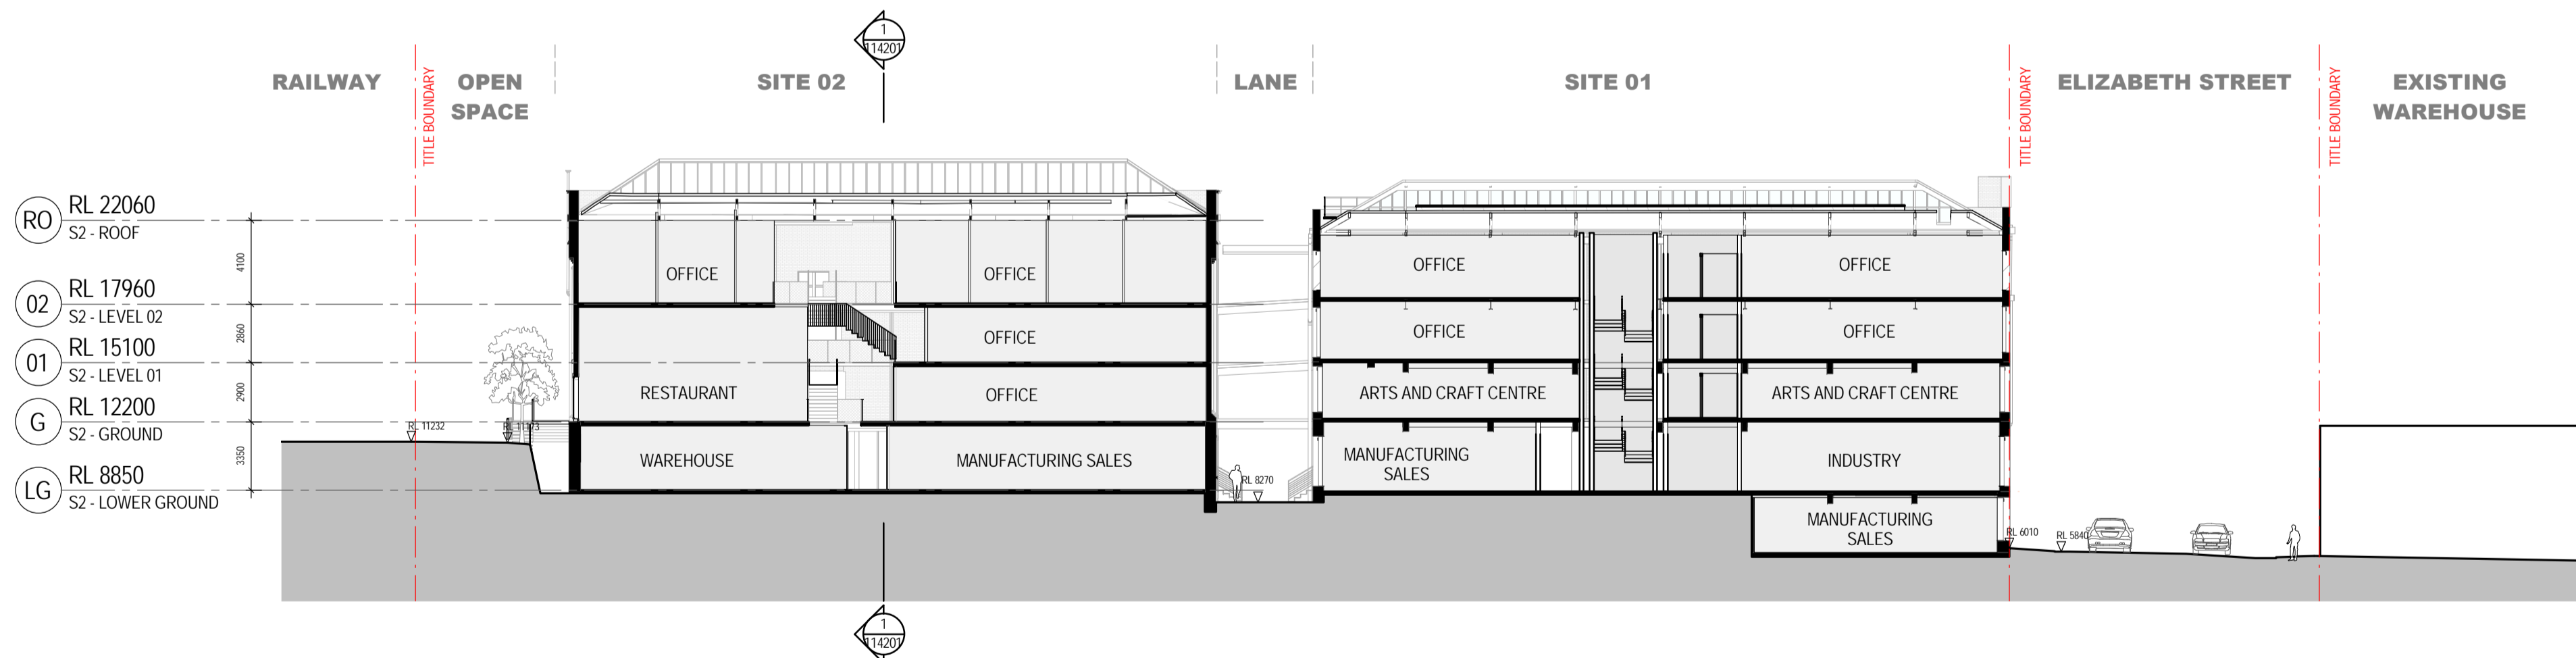 1
114201
RAILWAY
TITLE BOUNDARY
OPEN
SPACE
SITE 02
LANE
SITE 01
TITLE BOUNDARY
ELIZABETH STREET
TITLE BOUNDARY
EXISTING
WAREHOUSE
RO
RL 22060
S2 - ROOF
4100
02
RL 17960
S2 - LEVEL 02
2860
01
RL 15100
S2 - LEVEL 01
2900
G
RL 12200
S2 - GROUND
3350
LG
RL 8850
S2 - LOWER GROUND
RL 11232
RL 11173
OFFICE
OFFICE
OFFICE
RESTAURANT
OFFICE
WAREHOUSE
MANUFACTURING SALES
RL 8270
OFFICE
OFFICE
OFFICE
OFFICE
ARTS AND CRAFT CENTRE
ARTS AND CRAFT CENTRE
MANUFACTURING
SALES
INDUSTRY
MANUFACTURING
SALES
RL 6010
RL 5840
1
114201